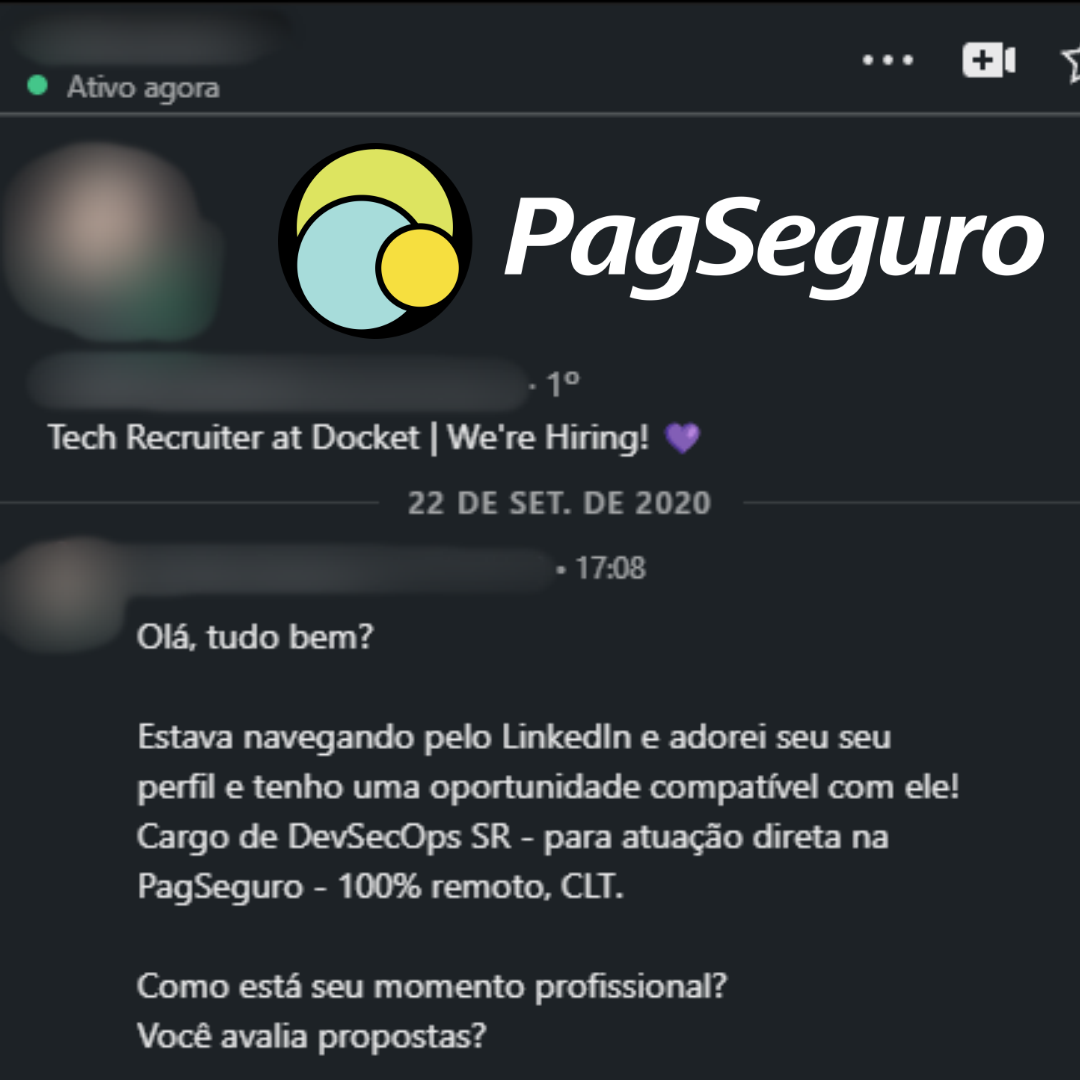 Ativo agora
PagSeguro
· 1º
Tech Recruiter at Docket | We're Hiring! 💜
22 DE SET. DE 2020
• 17:08
Olá, tudo bem?
Estava navegando pelo LinkedIn e adorei seu seu
perfil e tenho uma oportunidade compatível com ele!
Cargo de DevSecOps SR - para atuação direta na
PagSeguro - 100% remoto, CLT.
Como está seu momento profissional?
Você avalia propostas?